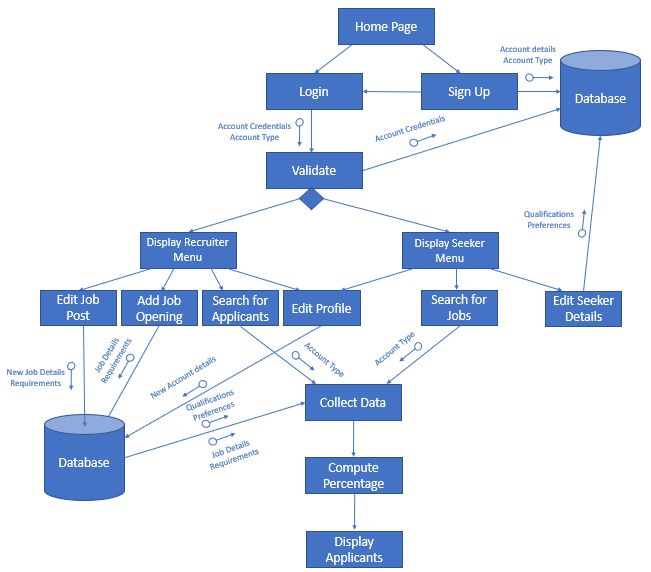 Home Page
Account details
Account Type
Login
Sign Up
Database
Account Credentials
Account Type
Account Credentials
Validate
Qualifications
Preferences
Display Recruiter
Menu
Display Seeker
Menu
Edit Job
Post
Add Job
Opening
Search for
Applicants
Edit Profile
Search for
Jobs
Edit Seeker
Details
New Job Details
Requirements
Job Details
Requirements
New Account details
Account Type
Account Type
Qualifications
Preferences
Collect Data
Job Details
Requirements
Database
Compute
Percentage
Display
Applicants